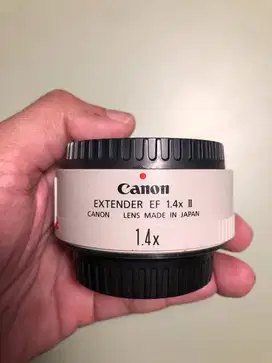 Canon
EXTENDER EF 1.4x II
CANON LENS MADE IN JAPAN
1.4x